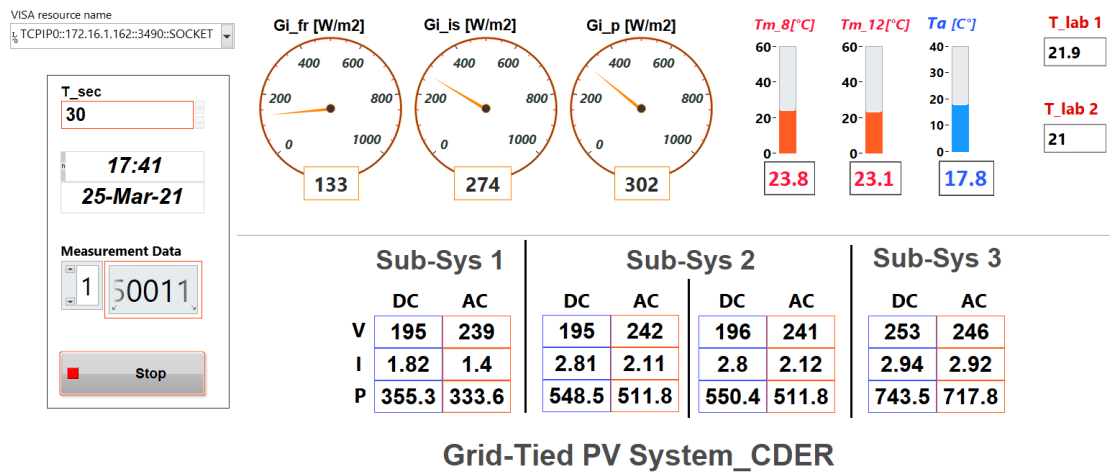 VISA resource name
TCPIP0::172.16.1.162::3490::SOCKET
T_sec
30
17:41
25-Mar-21
Measurement Data
1 50011
Stop
Gi_fr [W/m2] Gi_is [W/m2] Gi_p [W/m2]
0 200 400 600 800 1000
133
0 200 400 600 800 1000
274
0 200 400 600 800 1000
302
Tm_8[°C] Tm_12[°C] Ta [C°]
60 40 20 0
23.8
60 40 20 0
23.1
40 30 20 10 0
17.8
T_lab 1
21.9
T_lab 2
21
Sub-Sys 1 Sub-Sys 2 Sub-Sys 3
DC AC DC AC DC AC DC AC
V 195 239 195 242 196 241 253 246
I 1.82 1.4 2.81 2.11 2.8 2.12 2.94 2.92
P 355.3 333.6 548.5 511.8 550.4 511.8 743.5 717.8
Grid-Tied PV System_CDER